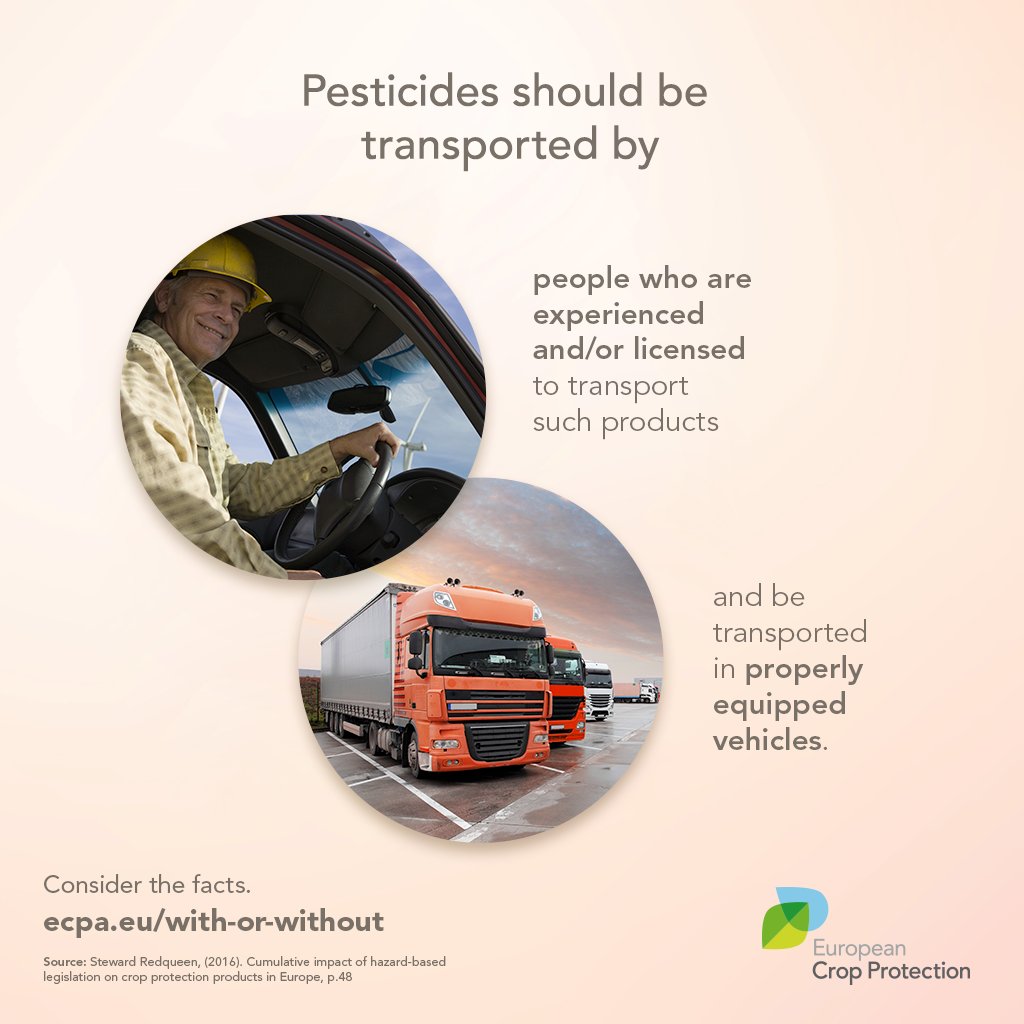 Pesticides should be
transported by
people who are
experienced
and/or licensed
to transport
such products
and be
transported
in properly
equipped
vehicles.
Consider the facts.
ecpa.eu/with-or-without
Source: Steward Redqueen, (2016). Cumulative impact of hazard-based
legislation on crop protection products in Europe, p.48
European
Crop Protection